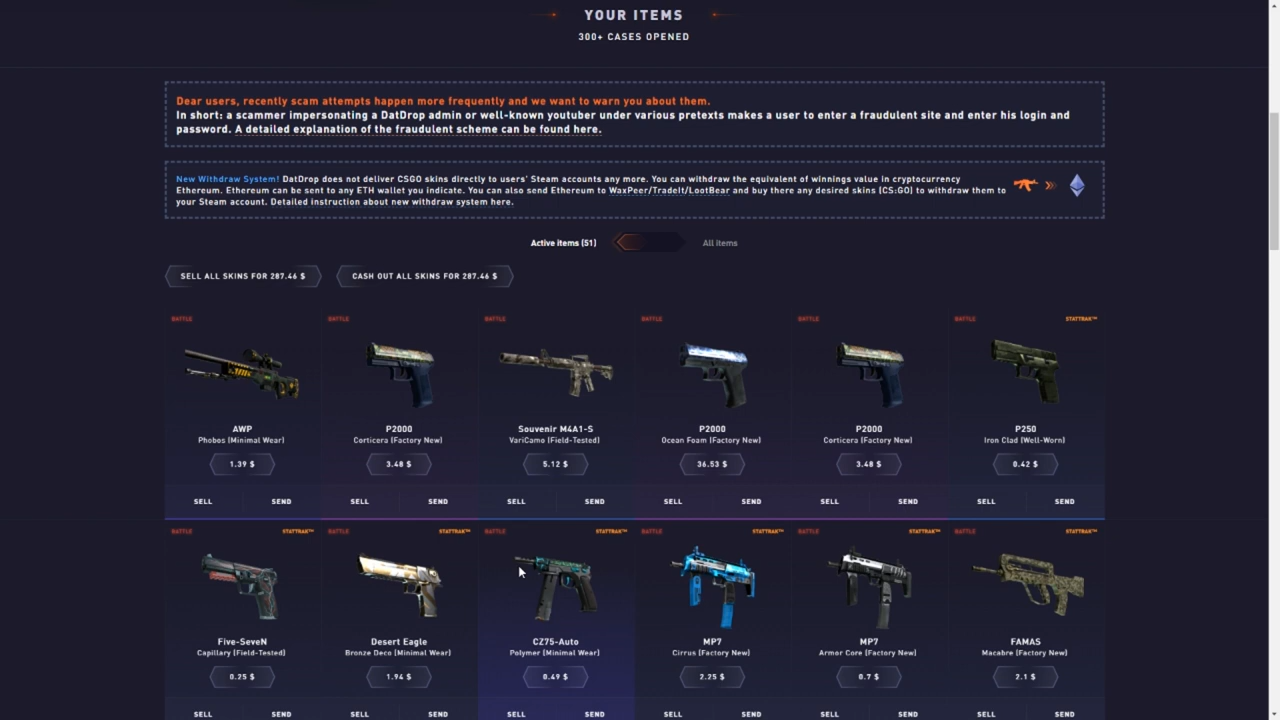 YOUR ITEMS
300+ CASES OPENED
Dear users, recently scam attempts happen more frequently and we want to warn you about them.
In short: a scammer impersonating a DatDrop admin or well-known youtuber under various pretexts makes a user to enter a fraudulent site and enter his login and
password. A detailed explanation of the fraudulent scheme can be found here.
New Withdraw System! DatDrop does not deliver CSGO skins directly to users' Steam accounts any more. You can withdraw the equivalent of winnings value in cryptocurrency
Ethereum. Ethereum can be sent to any ETH wallet you indicate. You can also send Ethereum to WaxPeer/TradeIt/LootBear and buy there any desired skins (CS:GO) to withdraw them to
your Steam account. Detailed instruction about new withdraw system here.
Active items (51) All items
SELL ALL SKINS FOR 287.46 $ CASH OUT ALL SKINS FOR 287.46 $
BATTLE BATTLE BATTLE BATTLE BATTLE BATTLE STATTRAK™
AWP P2000 Souvenir M4A1-S P2000 P2000 P250
Phobos (Minimal Wear) Corticera (Factory New) VariCamo (Field-Tested) Ocean Foam (Factory New) Corticera (Factory New) Iron Clad (Well-Worn)
1.39 $ 3.48 $ 5.12 $ 36.53 $ 3.48 $ 0.42 $
SELL SEND SELL SEND SELL SEND SELL SEND SELL SEND SELL SEND
BATTLE STATTRAK™ BATTLE STATTRAK™ BATTLE STATTRAK™ BATTLE STATTRAK™ BATTLE STATTRAK™ BATTLE STATTRAK™
Five-SeveN Desert Eagle CZ75-Auto MP7 MP7 FAMAS
Capillary (Field-Tested) Bronze Deco (Minimal Wear) Polymer (Minimal Wear) Cirrus (Factory New) Armor Core (Factory New) Macabre (Factory New)
0.25 $ 1.94 $ 0.49 $ 2.25 $ 0.7 $ 2.1 $
SELL SEND SELL SEND SELL SEND SELL SEND SELL SEND SELL SEND